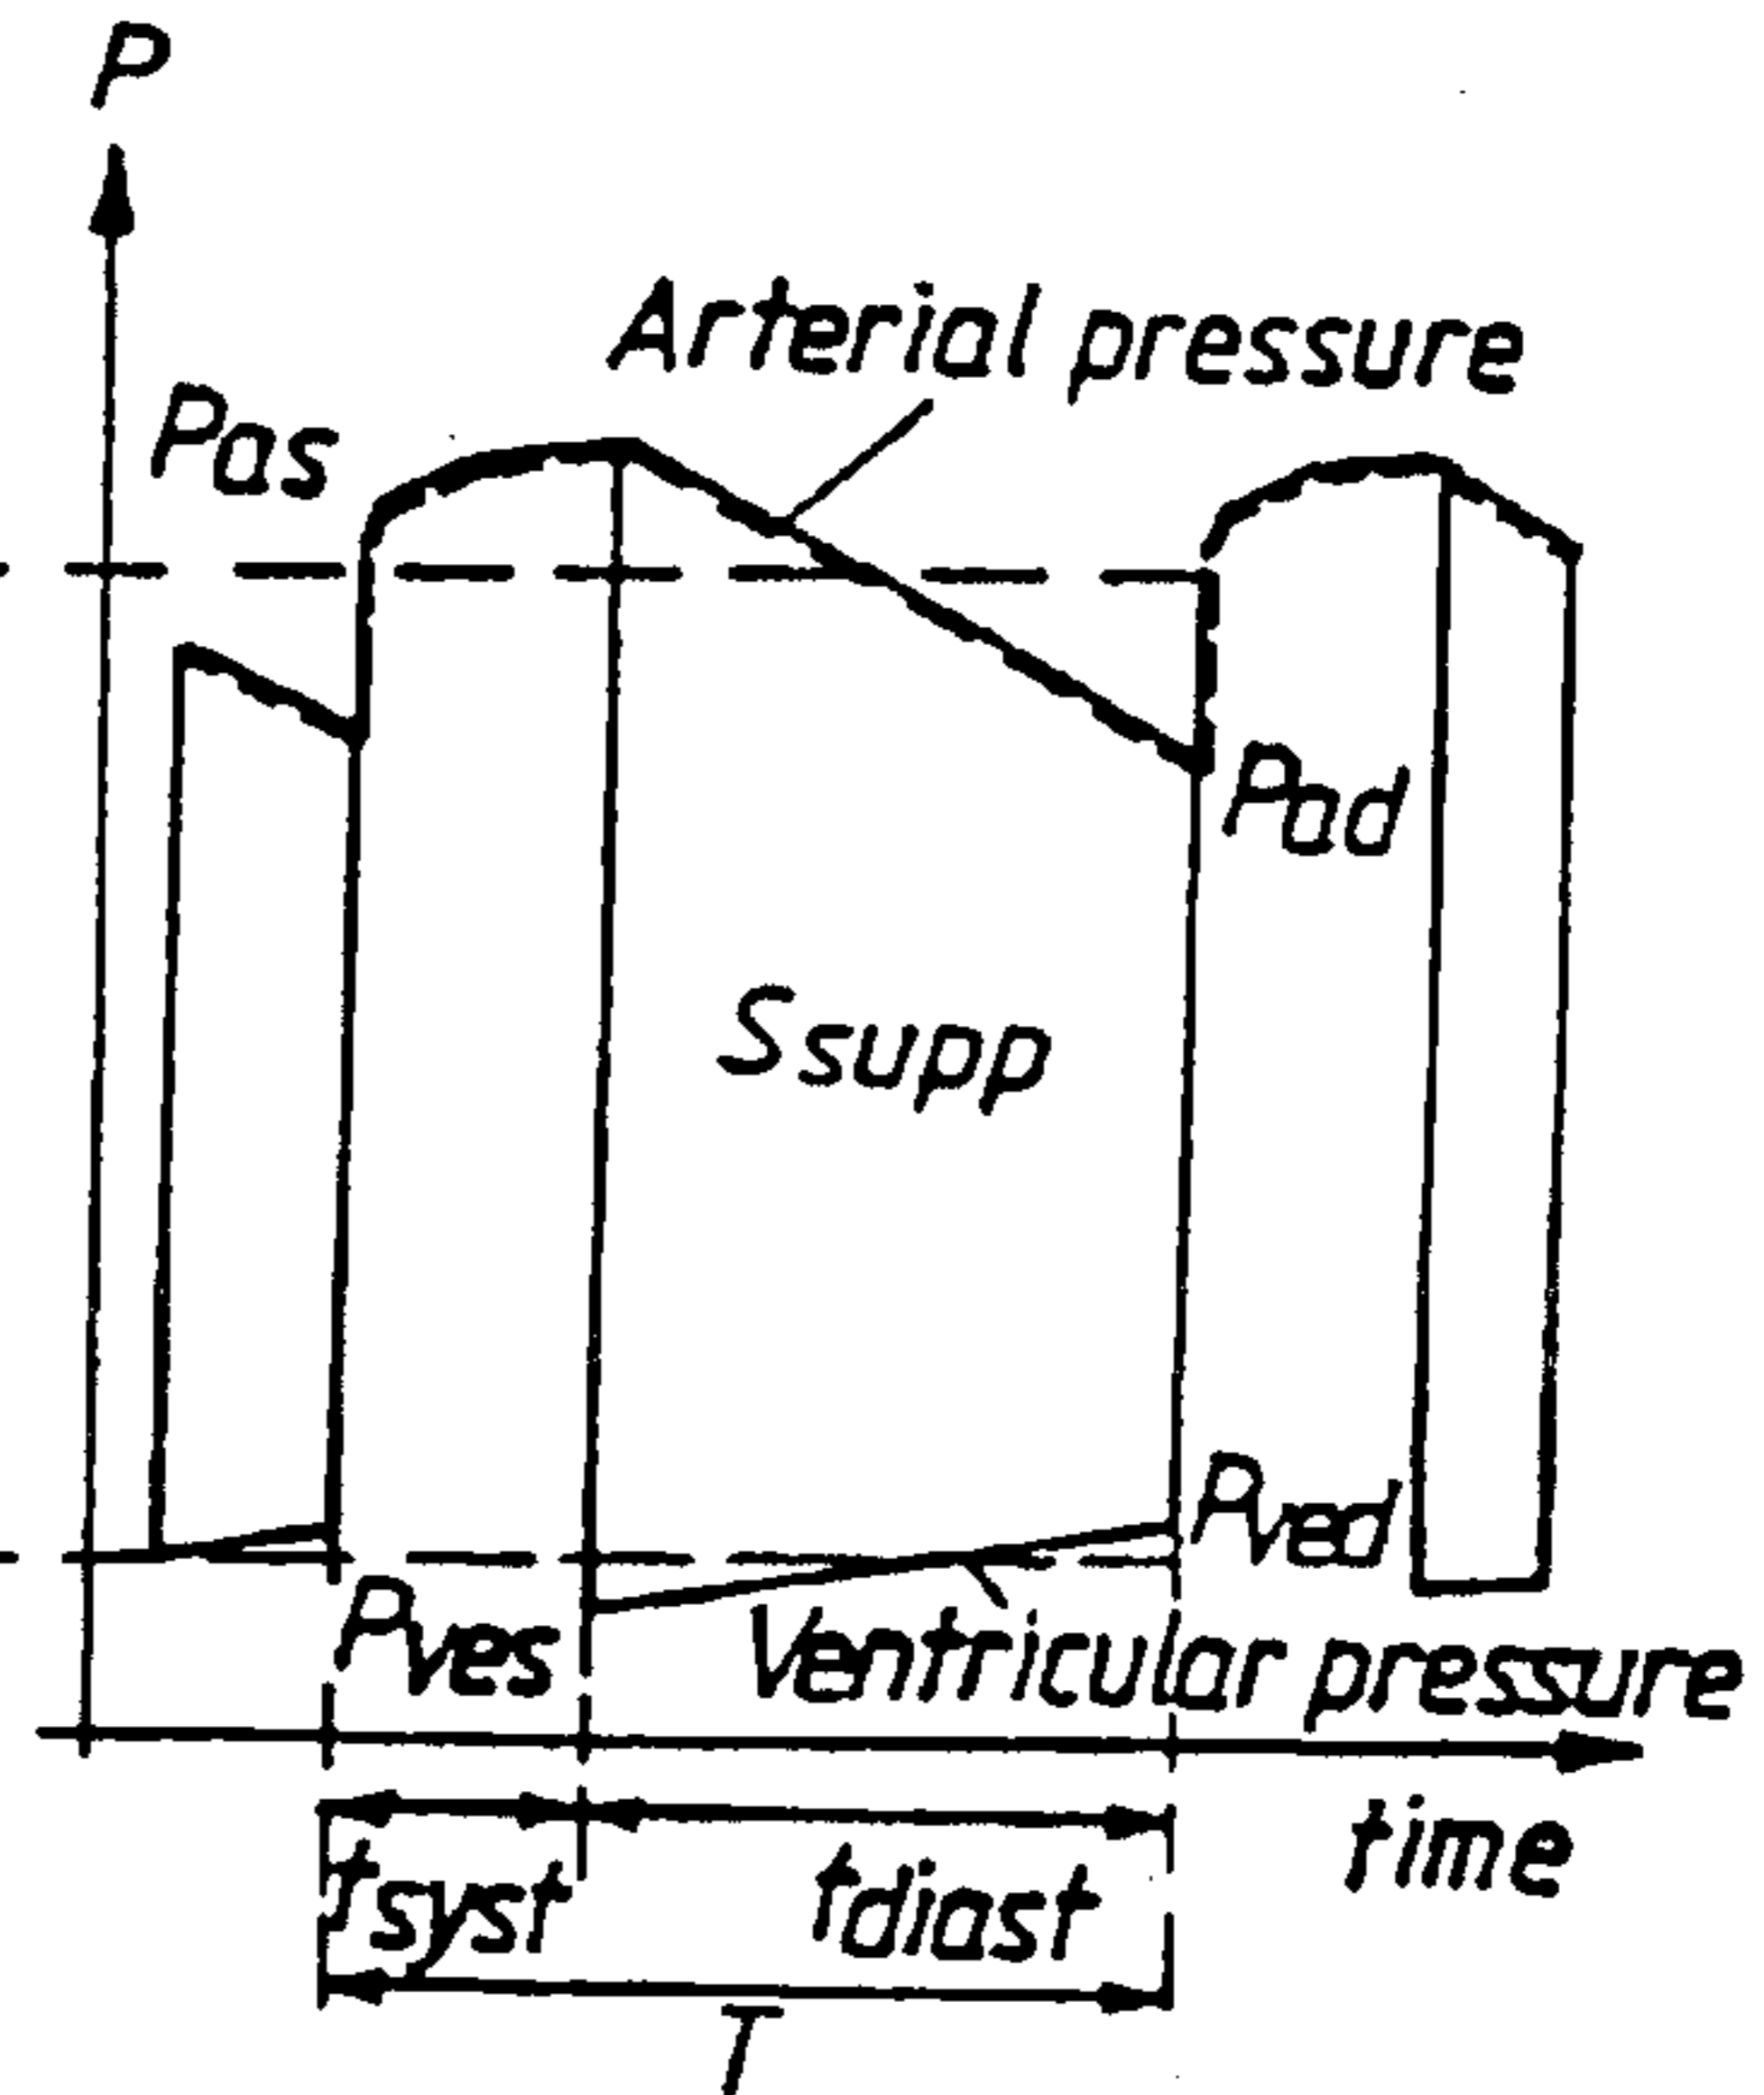 P
Arterial pressure
Pas
Pad
Ssupp
Pved
Pves
Ventricular pressure
time
tsyst
tdiast
T